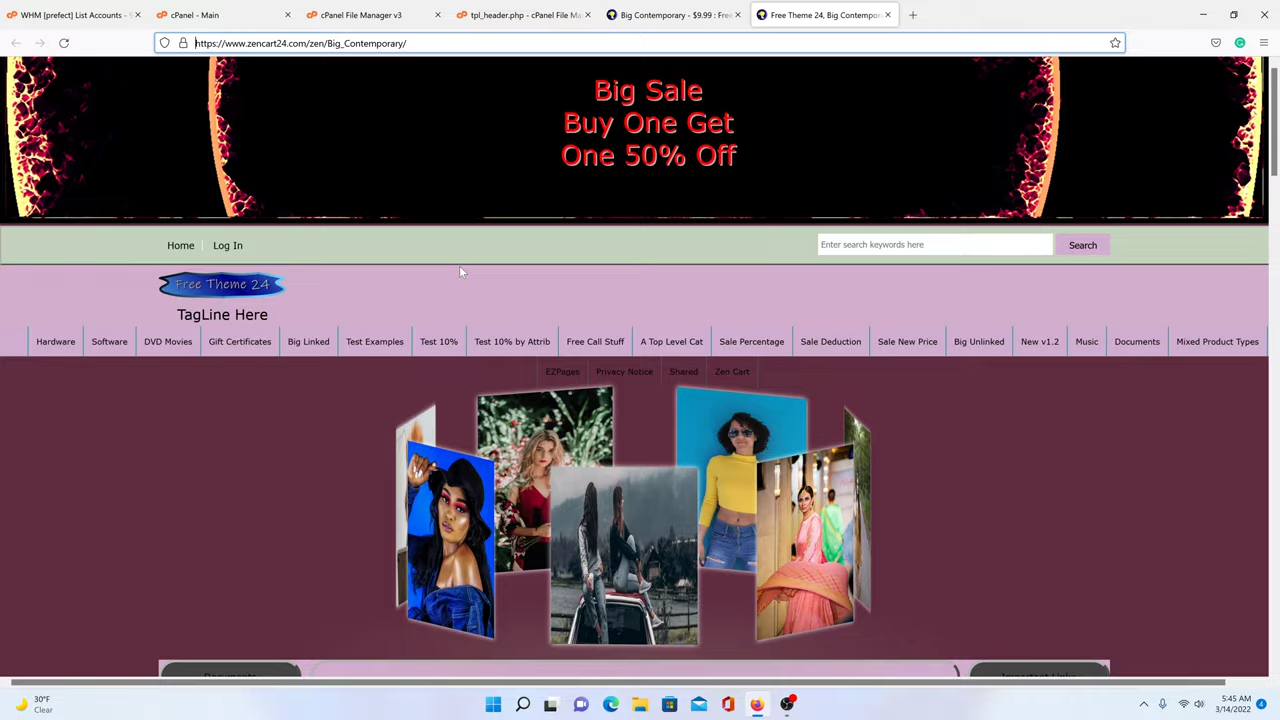 WHM [prefect] List Accounts - S
cPanel - Main
cPanel File Manager v3
tpl_header.php - cPanel File M
Big Contemporary - $9.99 : Free
Free Theme 24, Big Contempor
https://www.zencart24.com/zen/Big_Contemporary/
Big Sale
Buy One Get
One 50% Off
Home
Log In
Enter search keywords here
Search
Free Theme 24
TagLine Here
Hardware
Software
DVD Movies
Gift Certificates
Big Linked
Test Examples
Test 10%
Test 10% by Attrib
Free Call Stuff
A Top Level Cat
Sale Percentage
Sale Deduction
Sale New Price
Big Unlinked
New v1.2
Music
Documents
Mixed Product Types
EZPages
Privacy Notice
Shared
Zen Cart
Documents
Important Links
30°F
Clear
5:45 AM
3/14/2022
4